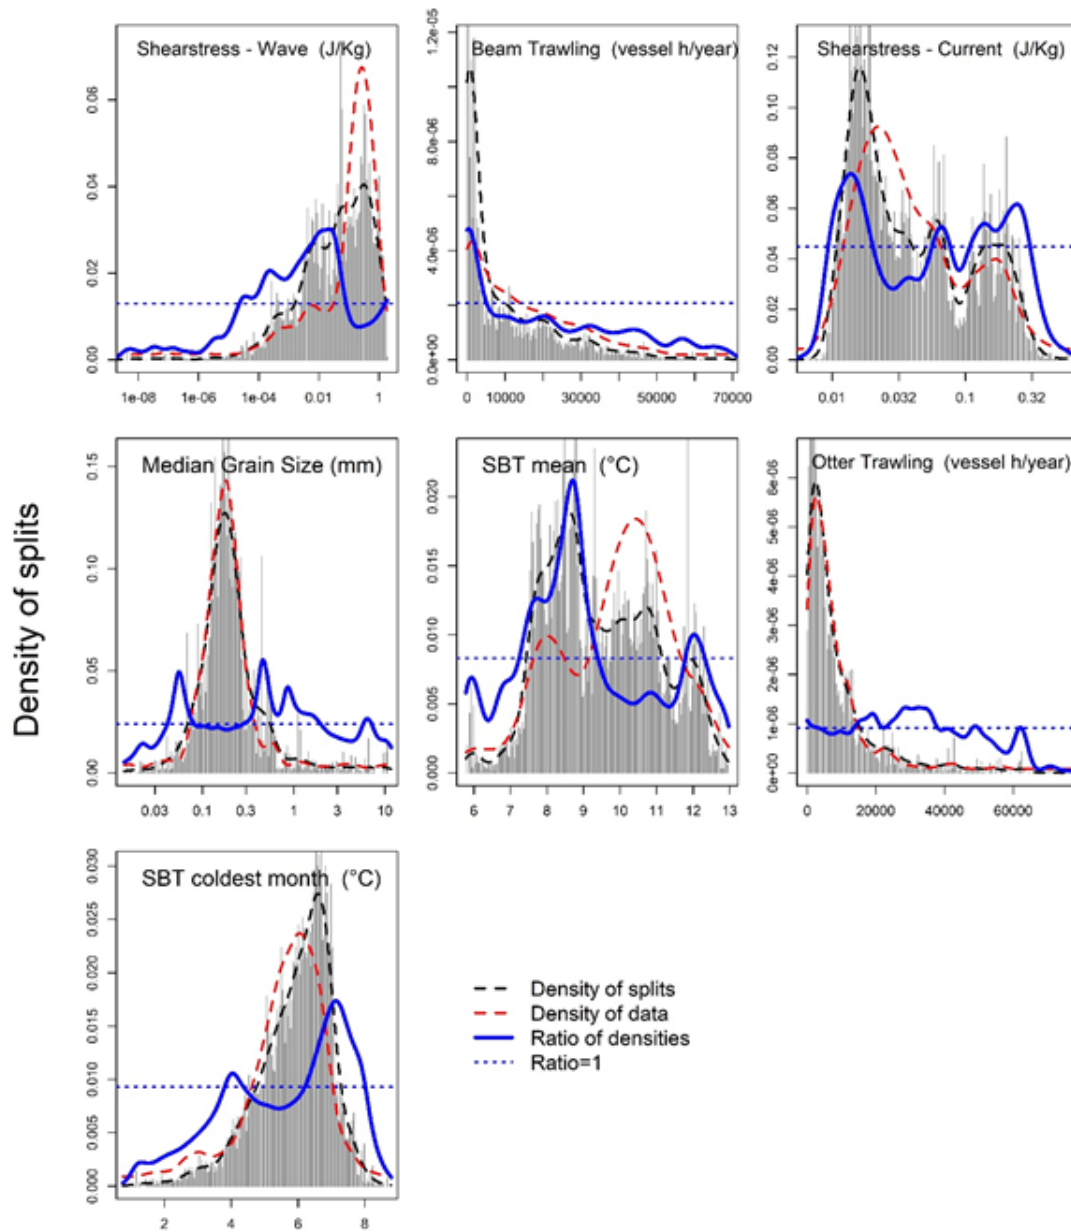 Shearstress - Wave (J/Kg)
0.00 0.02 0.04 0.06
1e-08 1e-06 1e-04 0.01 1
Beam Trawling (vessel h/year)
0.0e+00 4.0e-06 8.0e-06 1.2e-05
0 10000 30000 50000 70000
Shearstress - Current (J/Kg)
0.00 0.02 0.04 0.06 0.08 0.10 0.12
0.01 0.032 0.1 0.32
Density of splits
Median Grain Size (mm)
0.00 0.05 0.10 0.15
0.03 0.1 0.3 1 3 10
SBT mean (°C)
0.000 0.005 0.010 0.015 0.020
6 7 8 9 10 11 12 13
Otter Trawling (vessel h/year)
0e+00 1e-06 2e-06 3e-06 4e-06 5e-06 6e-06
0 20000 40000 60000
SBT coldest month (°C)
0.000 0.005 0.010 0.015 0.020 0.025 0.030
2 4 6 8
Density of splits
Density of data
Ratio of densities
Ratio=1